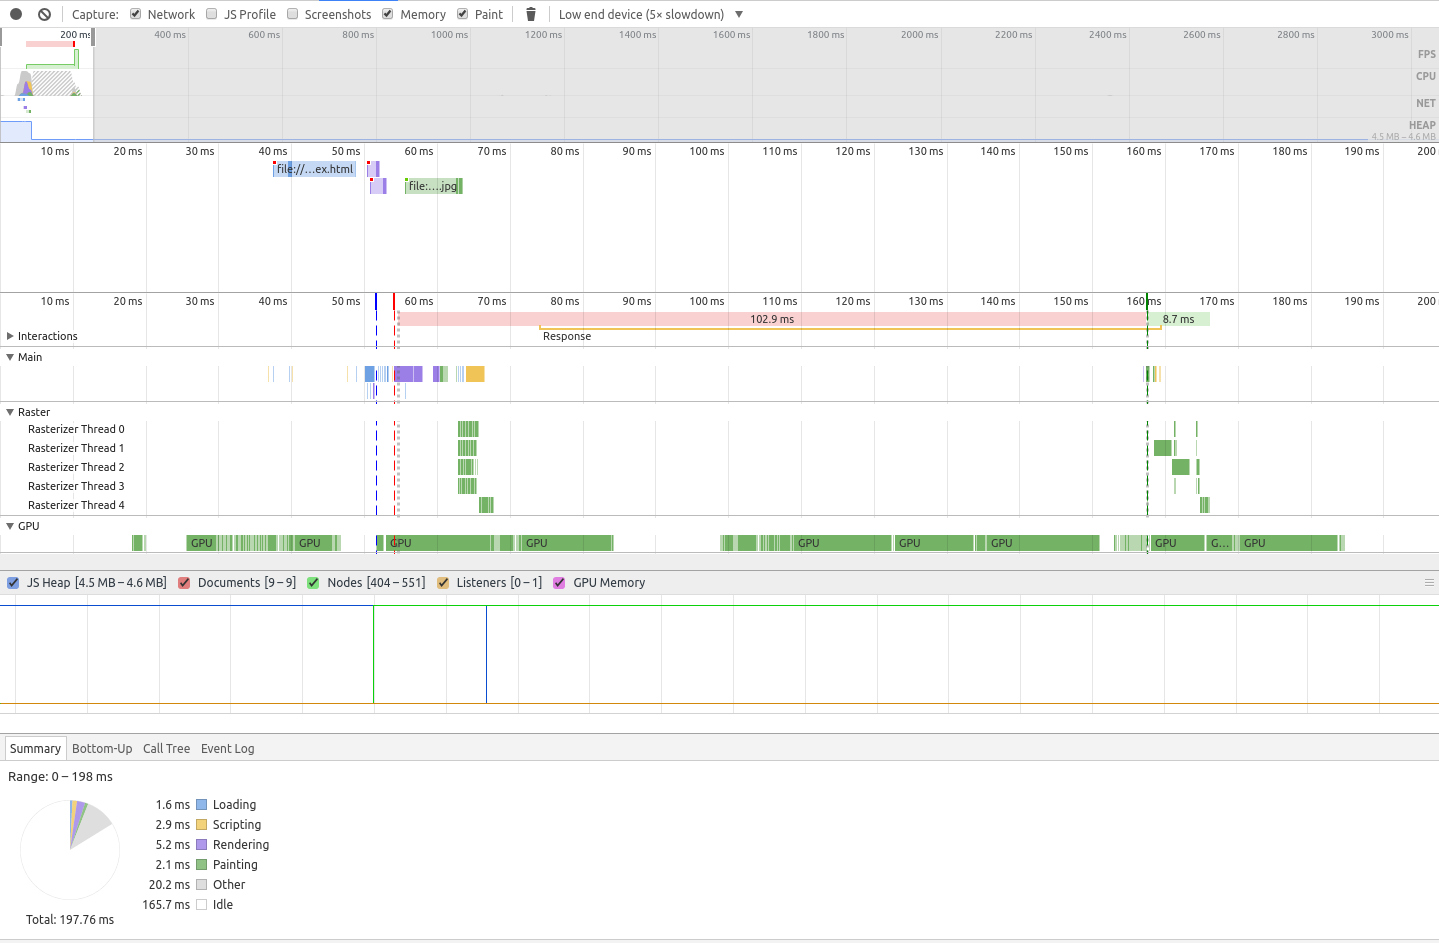 Capture: Network JS Profile Screenshots Memory Paint Low end device (5× slowdown)
200 ms 400 ms 600 ms 800 ms 1000 ms 1200 ms 1400 ms 1600 ms 1800 ms 2000 ms 2200 ms 2400 ms 2600 ms 2800 ms 3000 ms
FPS
CPU
NET
HEAP
4.5 MB – 4.6 MB
10 ms 20 ms 30 ms 40 ms 50 ms 60 ms 70 ms 80 ms 90 ms 100 ms 110 ms 120 ms 130 ms 140 ms 150 ms 160 ms 170 ms 180 ms 190 ms 200
file://…ex.html
file:….jpg
10 ms 20 ms 30 ms 40 ms 50 ms 60 ms 70 ms 80 ms 90 ms 100 ms 110 ms 120 ms 130 ms 140 ms 150 ms 160 ms 170 ms 180 ms 190 ms 200
102.9 ms 8.7 ms
Interactions Response
Main
Raster
Rasterizer Thread 0
Rasterizer Thread 1
Rasterizer Thread 2
Rasterizer Thread 3
Rasterizer Thread 4
GPU
GPU GPU GPU GPU GPU GPU GPU GPU G… GPU
JS Heap [4.5 MB – 4.6 MB] Documents [9 – 9] Nodes [404 – 551] Listeners [0 – 1] GPU Memory
Summary Bottom-Up Call Tree Event Log
Range: 0 – 198 ms
1.6 ms Loading
2.9 ms Scripting
5.2 ms Rendering
2.1 ms Painting
20.2 ms Other
165.7 ms Idle
Total: 197.76 ms